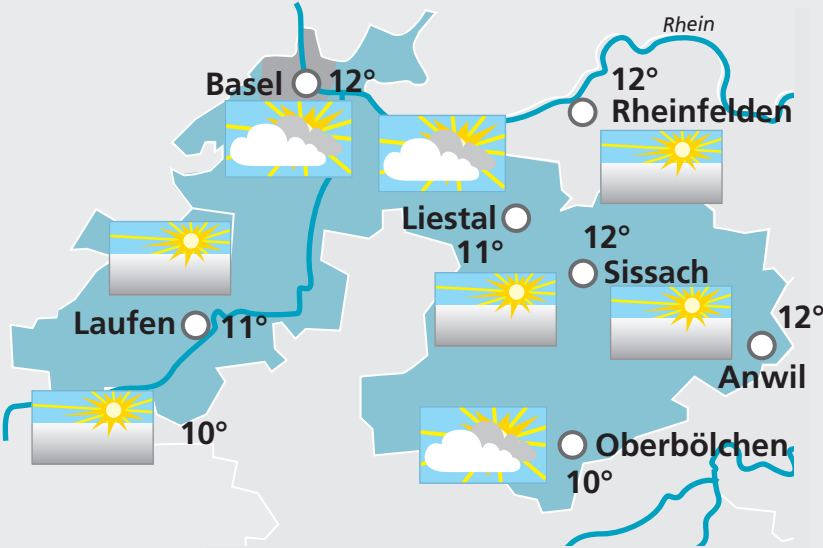 Rhein
Basel 12°
12°
Rheinfelden
Liestal
11°
12°
Sissach
Laufen 11°
12°
Anwil
10°
Oberbölchen
10°